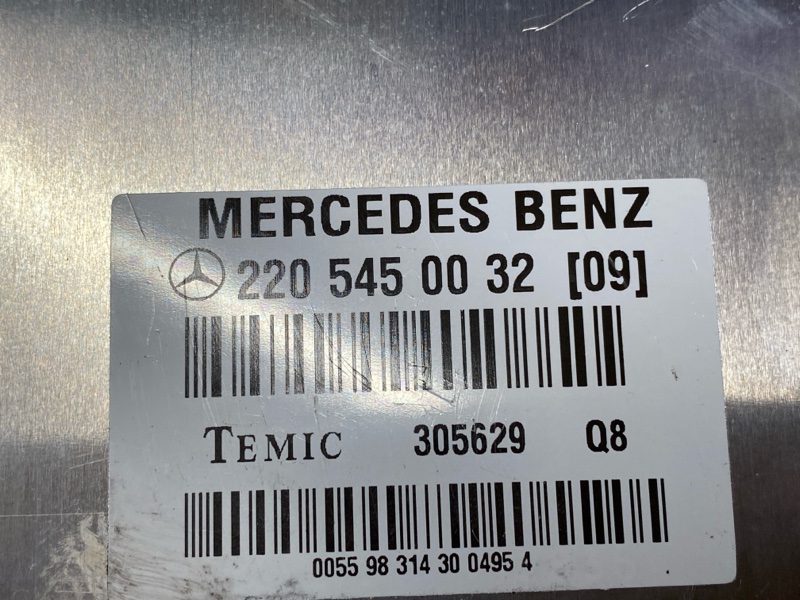 MERCEDES BENZ
220 545 00 32 [09]
TEMIC 305629 Q8
0055 98 314 30 0495 4